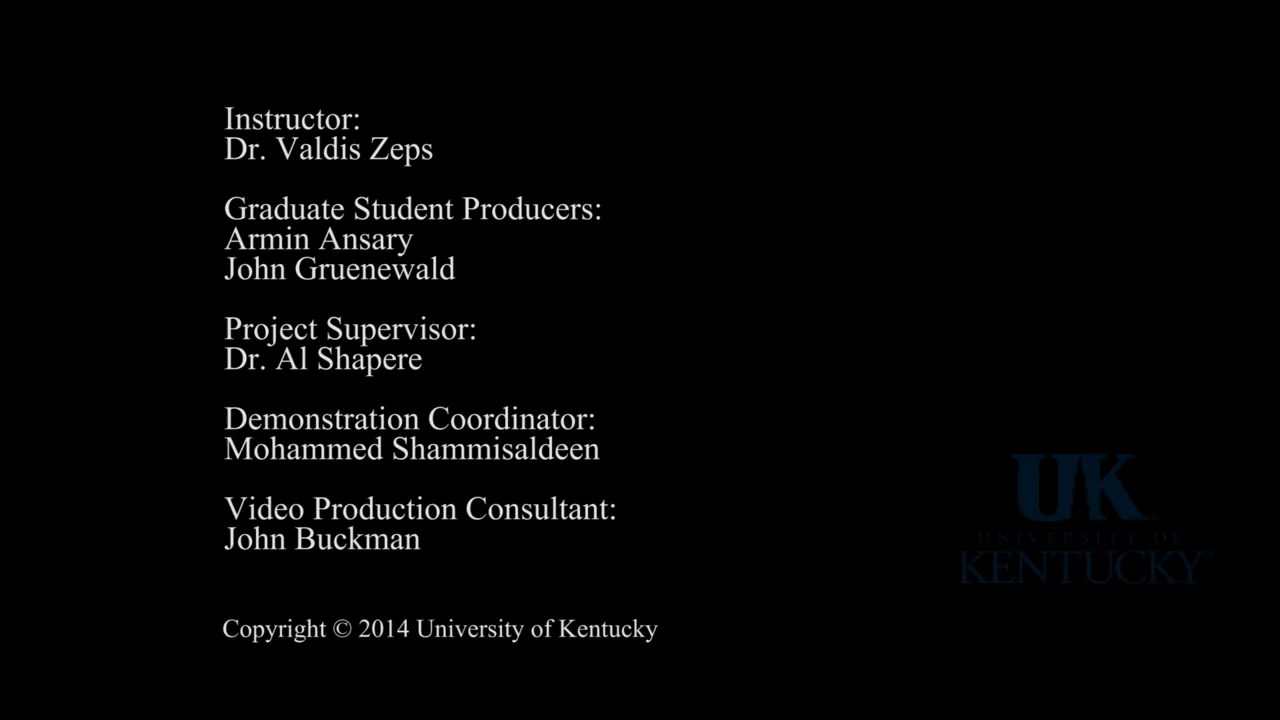 Instructor:
Dr. Valdis Zeps
Graduate Student Producers:
Armin Ansary
John Gruenewald
Project Supervisor:
Dr. Al Shapere
Demonstration Coordinator:
Mohammed Shammisaldeen
Video Production Consultant:
John Buckman
Copyright © 2014 University of Kentucky
UK
UNIVERSITY OF
KENTUCKY